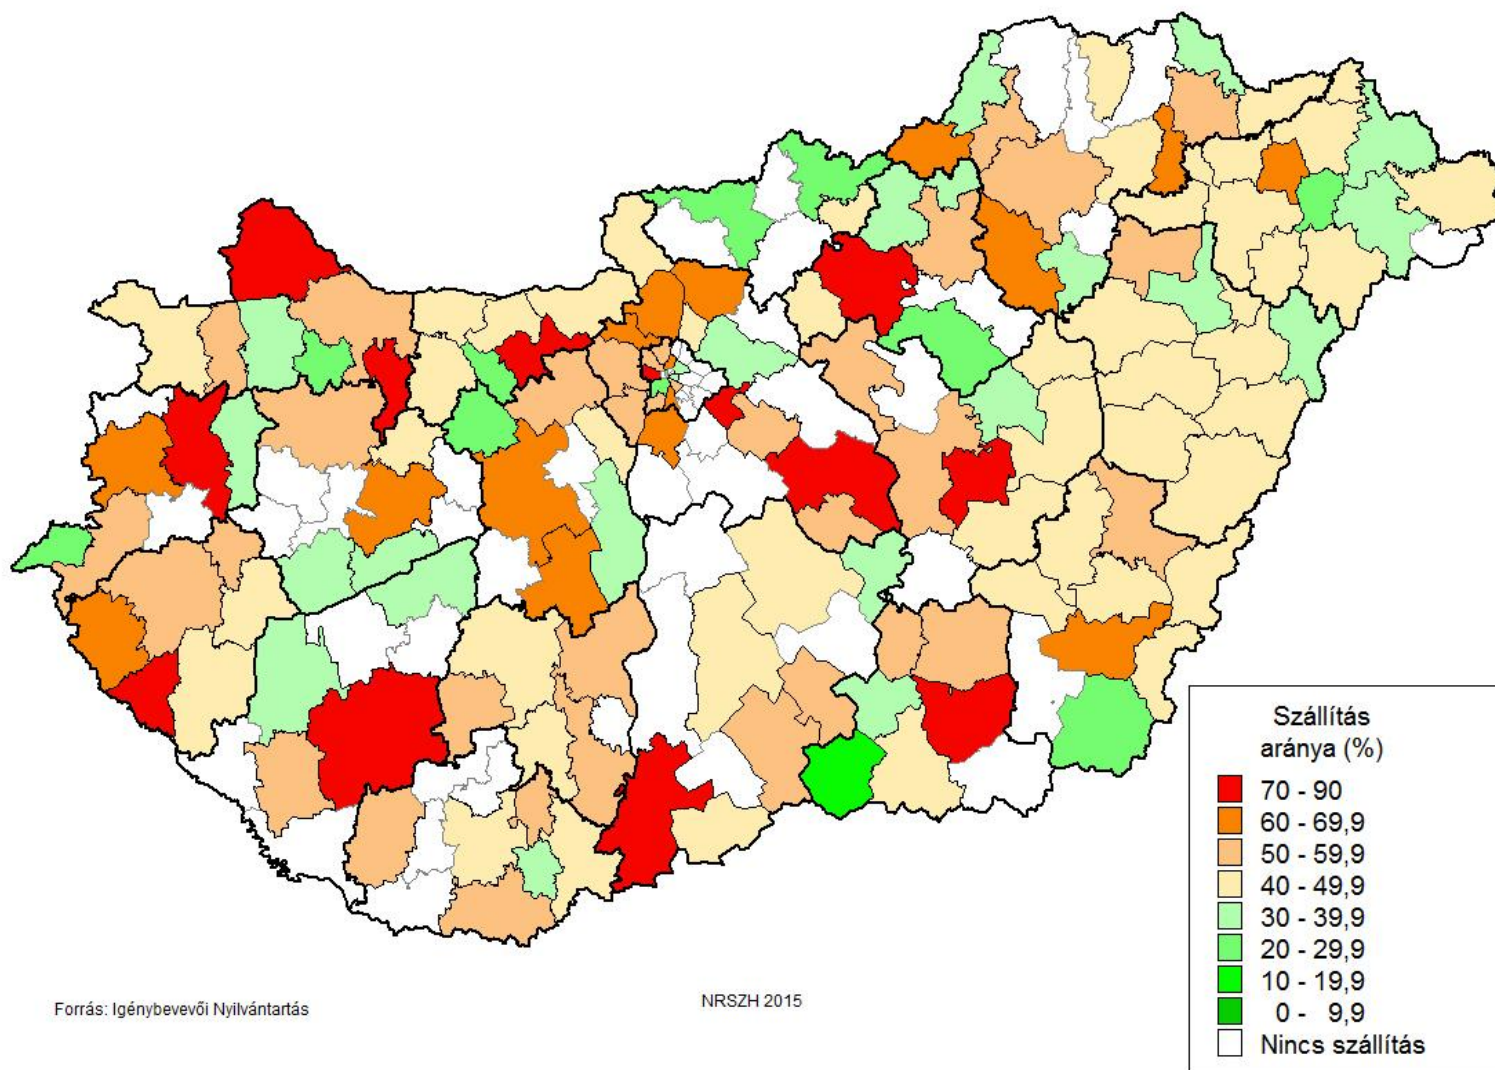 Szállítás
aránya (%)
70 - 90
60 - 69,9
50 - 59,9
40 - 49,9
30 - 39,9
20 - 29,9
10 - 19,9
0 - 9,9
Nincs szállítás
Forrás: Igénybevevői Nyilvántartás
NRSZH 2015